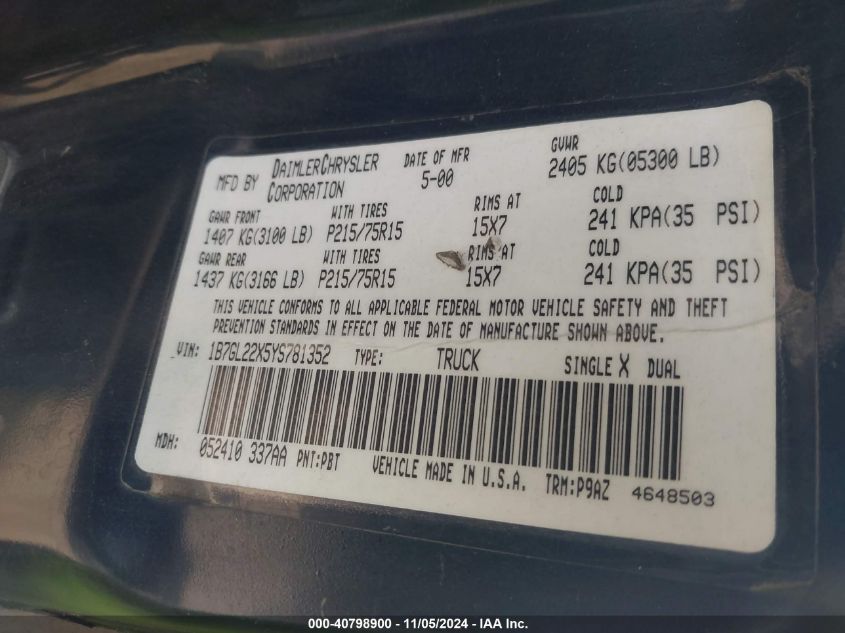 MFD BY DAIMLERCHRYSLER CORPORATION DATE OF MFR 5-00 GVWR 2405 KG(05300 LB)
GAWR FRONT WITH TIRES RIMS AT COLD
1407 KG(3100 LB) P215/75R15 15X7 241 KPA(35 PSI)
GAWR REAR WITH TIRES RIMS AT COLD
1437 KG(3166 LB) P215/75R15 15X7 241 KPA(35 PSI)
THIS VEHICLE CONFORMS TO ALL APPLICABLE FEDERAL MOTOR VEHICLE SAFETY AND THEFT
PREVENTION STANDARDS IN EFFECT ON THE DATE OF MANUFACTURE SHOWN ABOVE.
VIN: 1B7GL22X5YS781352 TYPE: TRUCK SINGLE X DUAL
MDH: 052410 337AA PNT:PBT VEHICLE MADE IN U.S.A. TRM:P9AZ 4648503
000-40798900 - 11/05/2024 - IAA Inc.